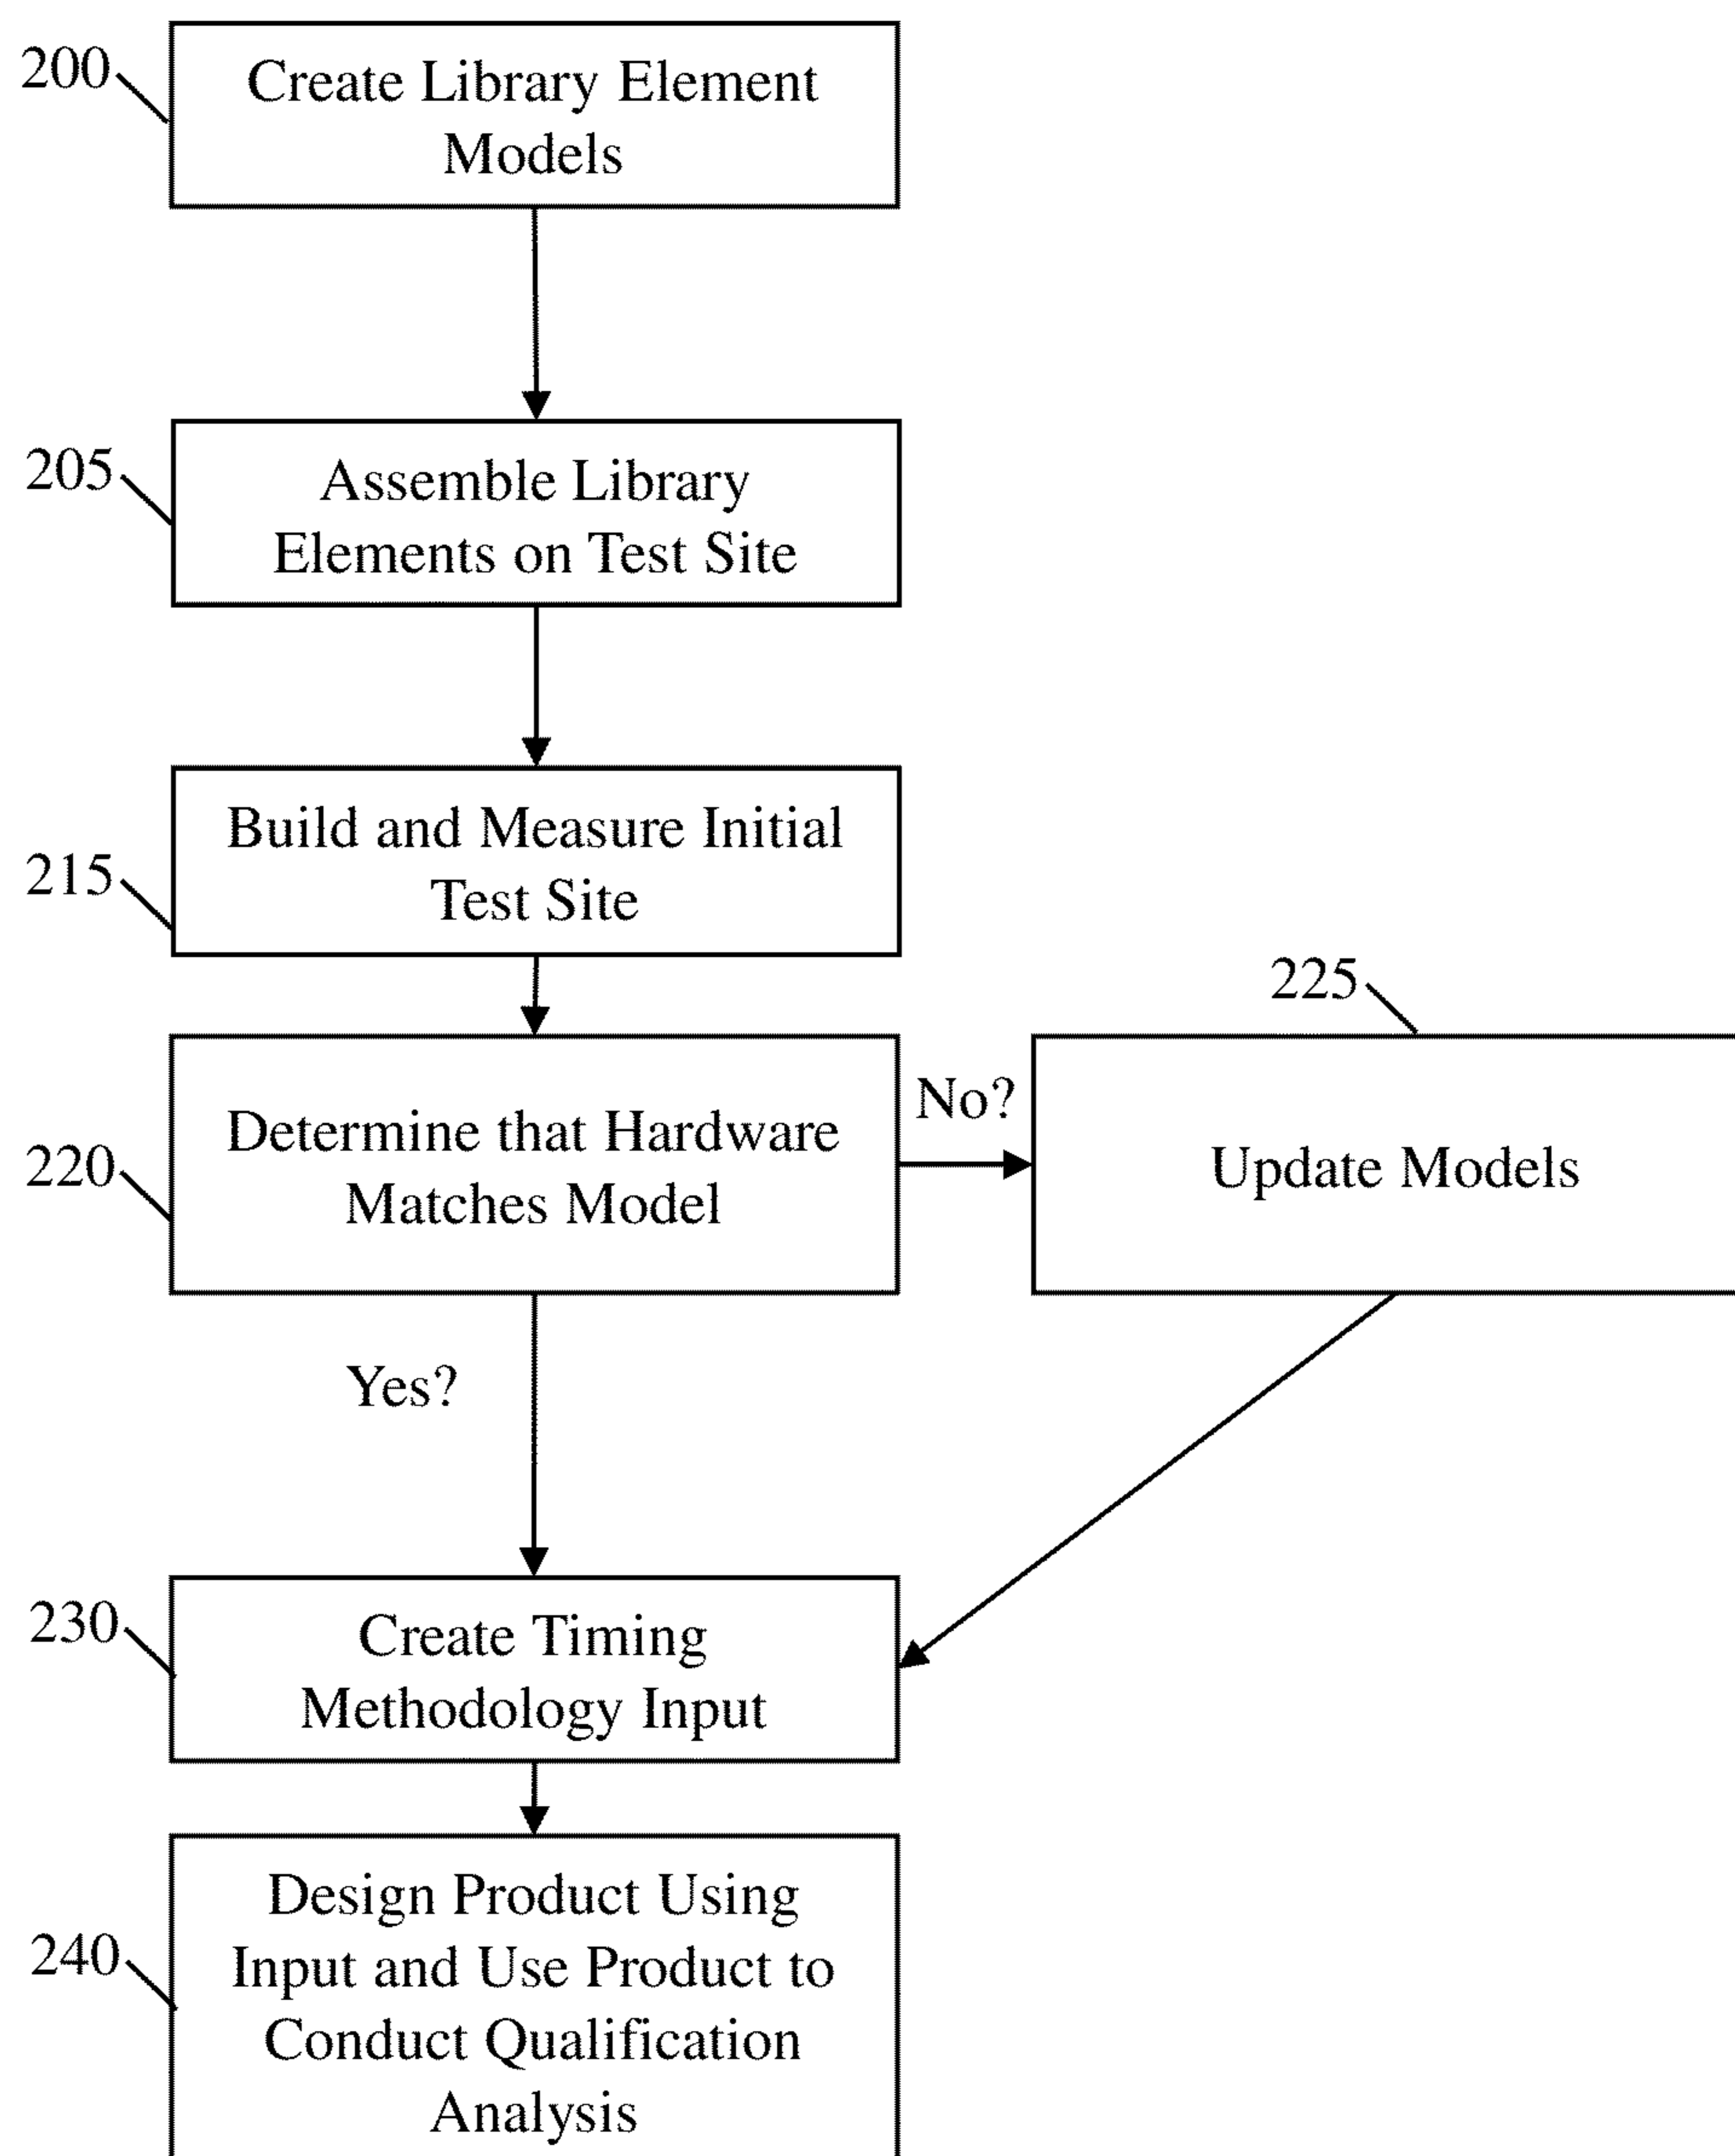 200
Create Library Element
Models
205
Assemble Library
Elements on Test Site
215
Build and Measure Initial
Test Site
225
220
Determine that Hardware
Matches Model
No?
Update Models
Yes?
230
Create Timing
Methodology Input
240
Design Product Using
Input and Use Product to
Conduct Qualification
Analysis